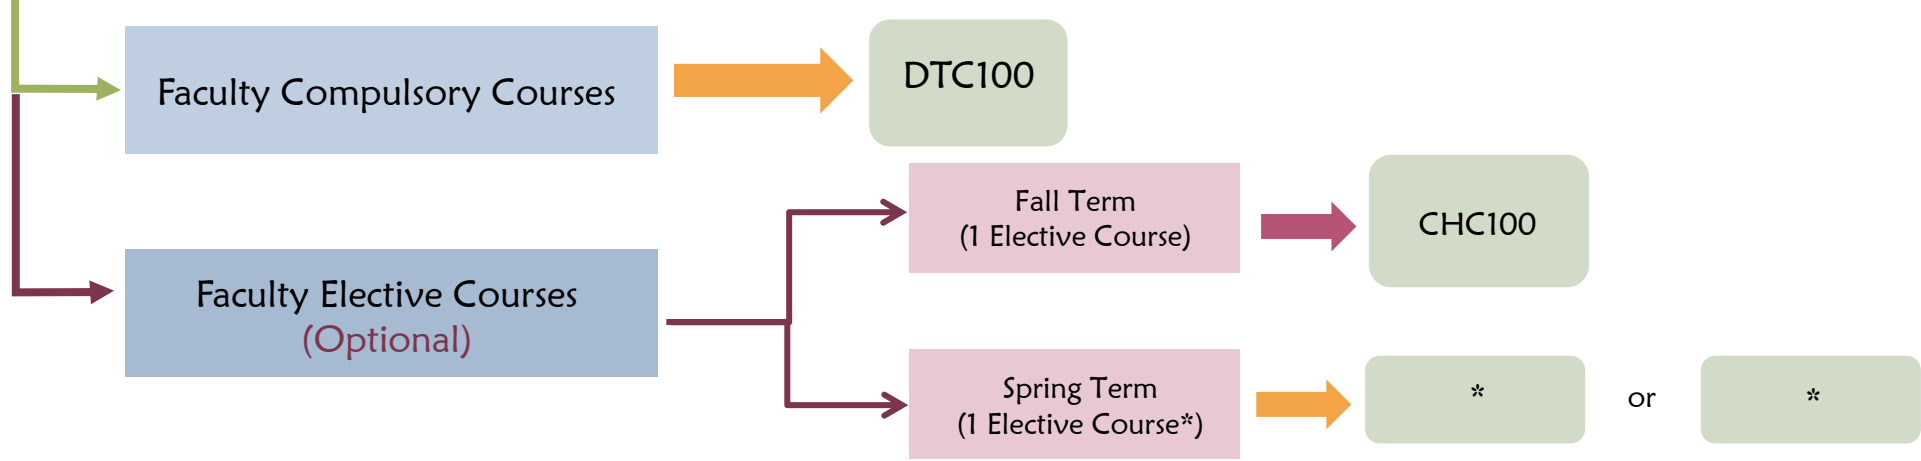 Faculty Compulsory Courses
DTC100
Faculty Elective Courses
(Optional)
Fall Term
(1 Elective Course)
CHC100
Spring Term
(1 Elective Course*)
*
or
*